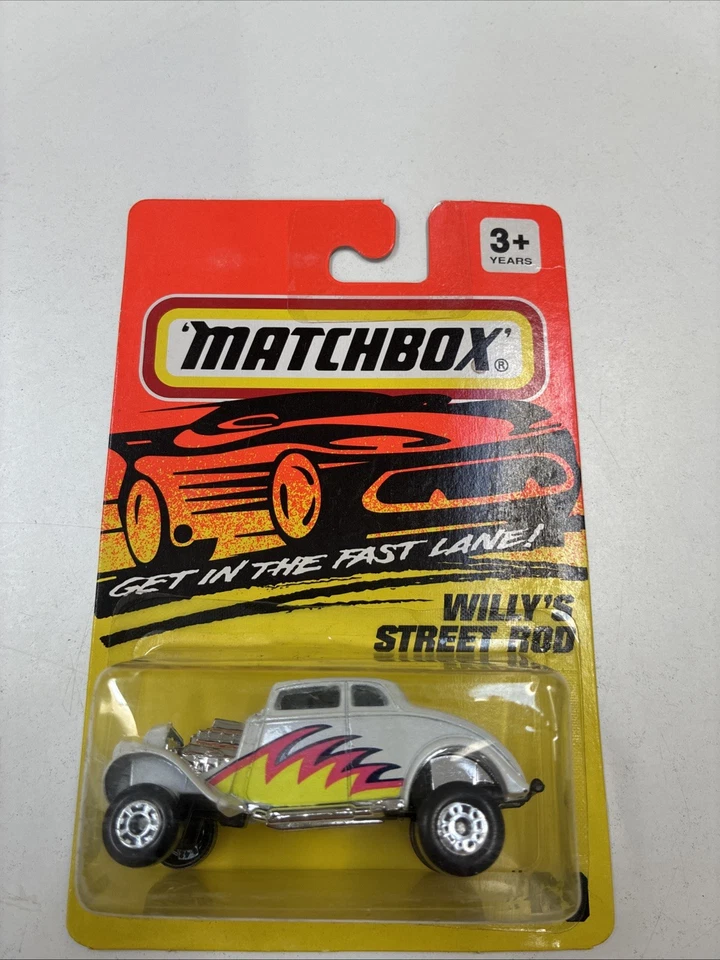 3+
YEARS
'MATCHBOX'®
GET IN THE FAST LANE!
WILLY'S
STREET ROD